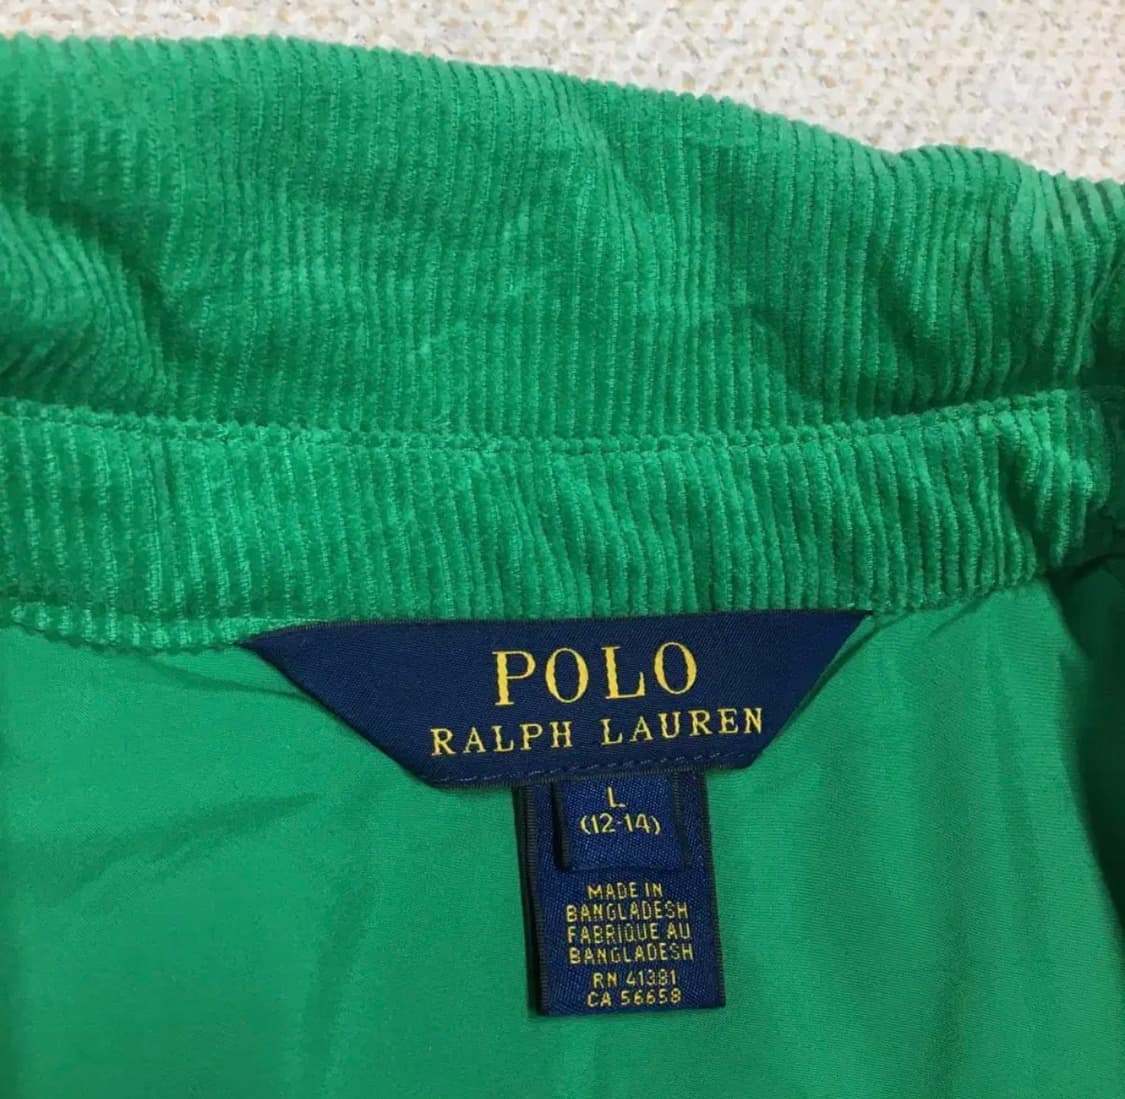 POLO
RALPH LAUREN
L
(12-14)
MADE IN
BANGLADESH
FABRIQUE AU
BANGLADESH
RN 41381
CA 56658